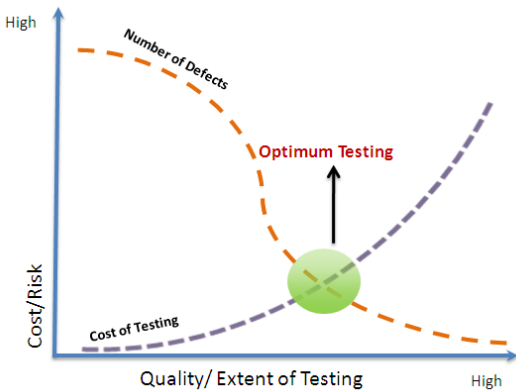 High
Number of Defects
Optimum Testing
Cost/Risk
Cost of Testing
Quality/ Extent of Testing
High